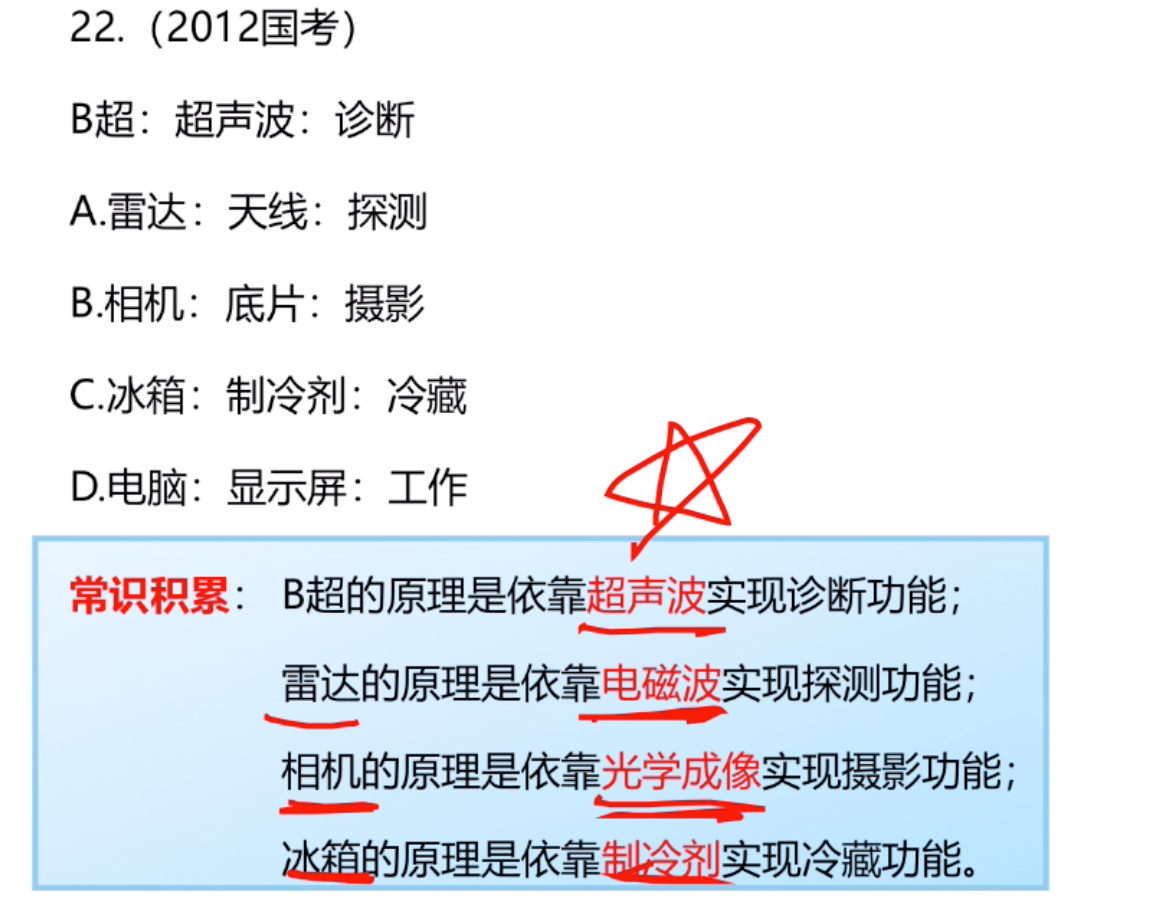 22.（2012国考）
B超：超声波：诊断
A.雷达：天线：探测
B.相机：底片：摄影
C.冰箱：制冷剂：冷藏
D.电脑：显示屏：工作
常识积累： B超的原理是依靠超声波实现诊断功能；
雷达的原理是依靠电磁波实现探测功能；
相机的原理是依靠光学成像实现摄影功能；
冰箱的原理是依靠制冷剂实现冷藏功能。